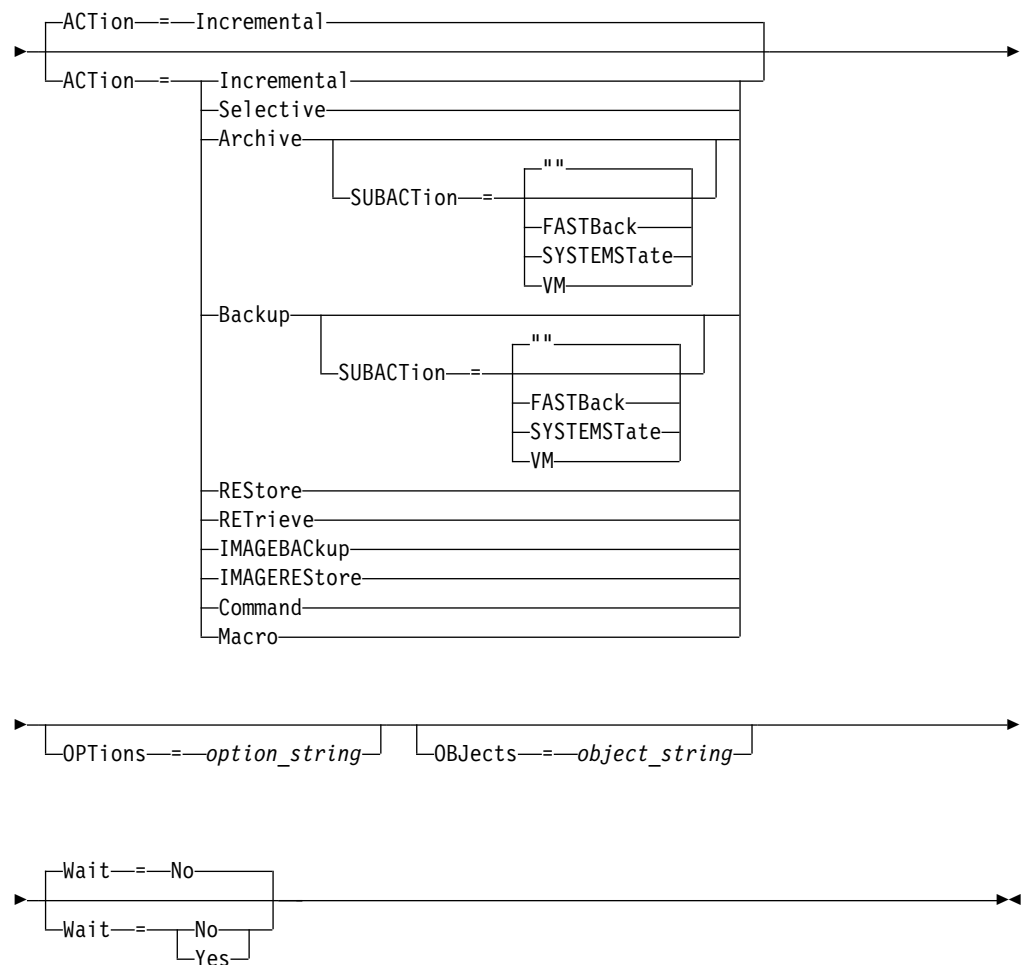 ACTion = Incremental
ACTion = Incremental
Selective
Archive
""
SUBACTion =
FASTBack
SYSTEMSTate
VM
Backup
""
SUBACTion =
FASTBack
SYSTEMSTate
VM
REStore
RETrieve
IMAGEBACkup
IMAGEREStore
Command
Macro
OPTions = option_string OBJects = object_string
Wait = No
Wait = No
Yes